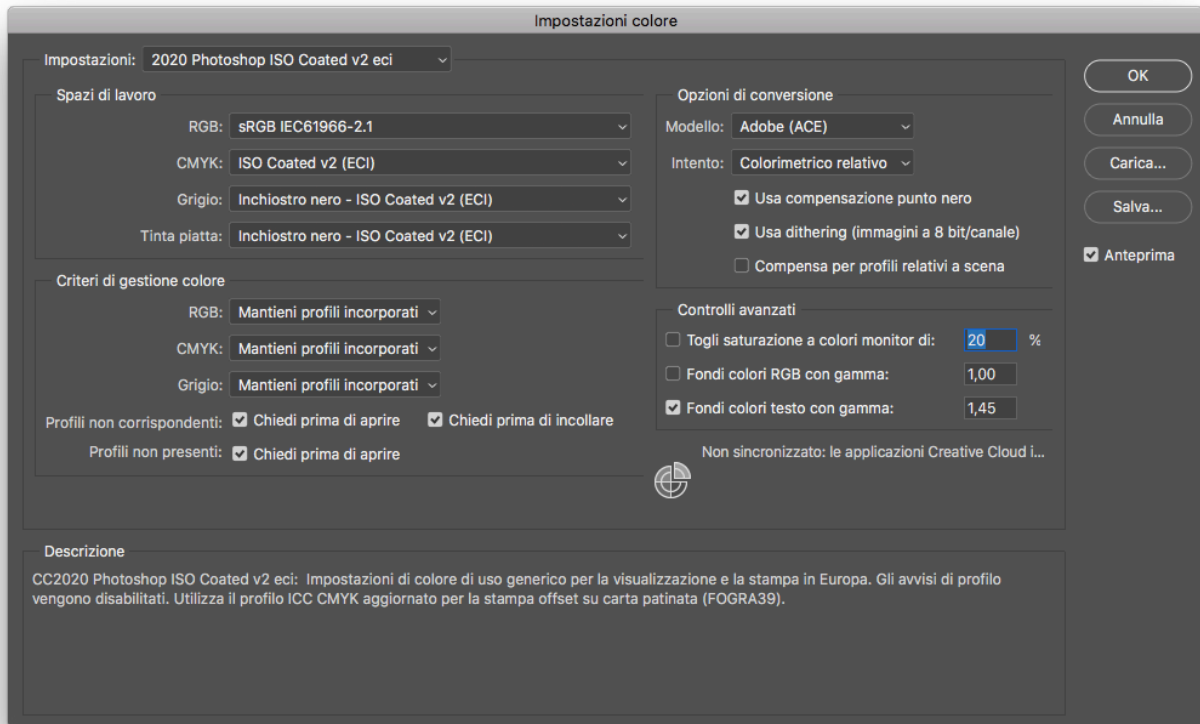 Impostazioni colore
Impostazioni: 2020 Photoshop ISO Coated v2 eci
Spazi di lavoro
RGB: sRGB IEC61966-2.1
CMYK: ISO Coated v2 (ECI)
Grigio: Inchiostro nero - ISO Coated v2 (ECI)
Tinta piatta: Inchiostro nero - ISO Coated v2 (ECI)
Criteri di gestione colore
RGB: Mantieni profili incorporati
CMYK: Mantieni profili incorporati
Grigio: Mantieni profili incorporati
Profili non corrispondenti: Chiedi prima di aprire Chiedi prima di incollare
Profili non presenti: Chiedi prima di aprire
Opzioni di conversione
Modello: Adobe (ACE)
Intento: Colorimetrico relativo
Usa compensazione punto nero
Usa dithering (immagini a 8 bit/canale)
Compensa per profili relativi a scena
Controlli avanzati
Togli saturazione a colori monitor di: 20 %
Fondi colori RGB con gamma: 1,00
Fondi colori testo con gamma: 1,45
Non sincronizzato: le applicazioni Creative Cloud i...
OK
Annulla
Carica...
Salva...
Anteprima
Descrizione
CC2020 Photoshop ISO Coated v2 eci: Impostazioni di colore di uso generico per la visualizzazione e la stampa in Europa. Gli avvisi di profilo
vengono disabilitati. Utilizza il profilo ICC CMYK aggiornato per la stampa offset su carta patinata (FOGRA39).